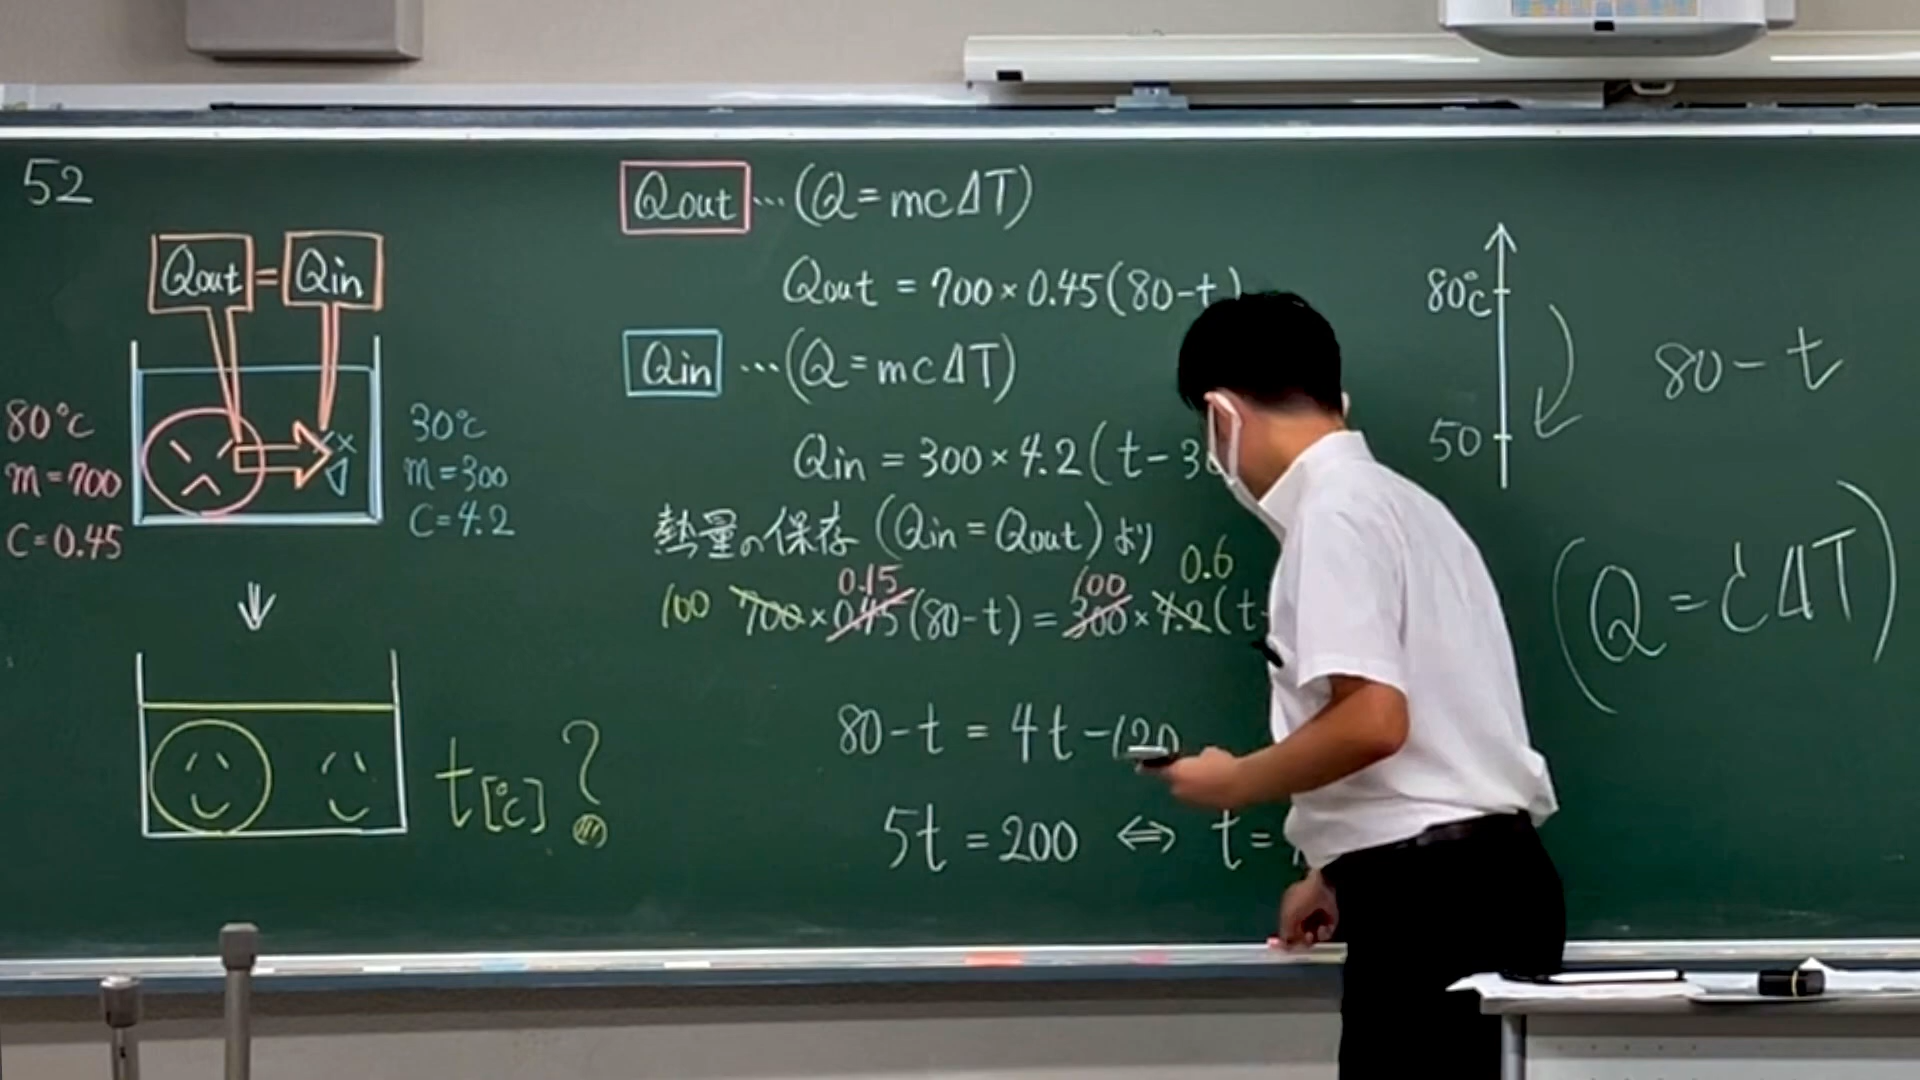 52
Qout = Qin
80°C
m=700
C=0.45
30°C
m=300
C=4.2
t[℃]?
Qout …(Q=mcΔT)
Qout = 700×0.45(80-t)
Qin …(Q=mcΔT)
Qin = 300×4.2(t-3
熱量の保存 (Qin=Qout)より
0.15 100 0.6
100 700×0.45(80-t)=300×4.2(t-
80-t = 4t-120
5t=200 ⇔ t=
80℃
50
80-t
(Q= ΔT)